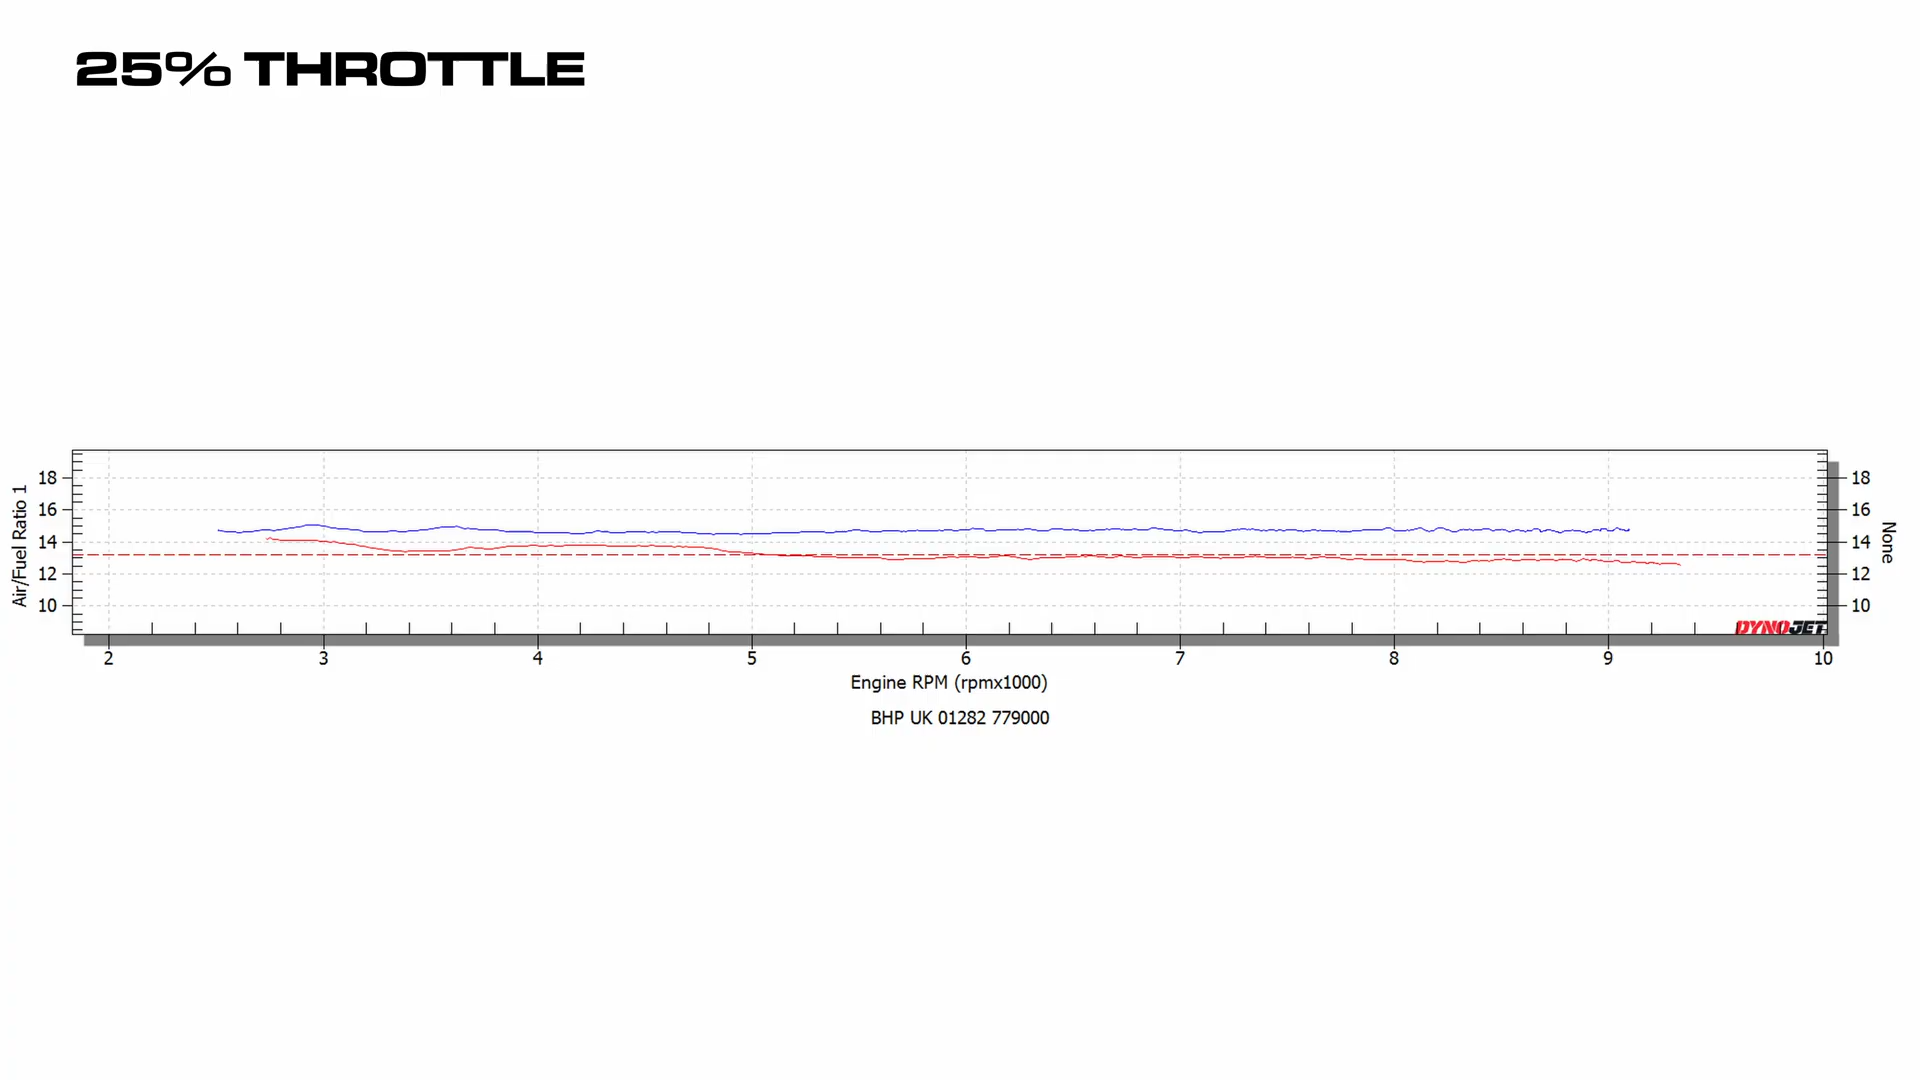 25% THROTTLE
18
16
14
12
10
Air/Fuel Ratio 1
18
16
14
12
10
None
DYNOJET
2 3 4 5 6 7 8 9 10
Engine RPM (rpmx1000)
BHP UK 01282 779000